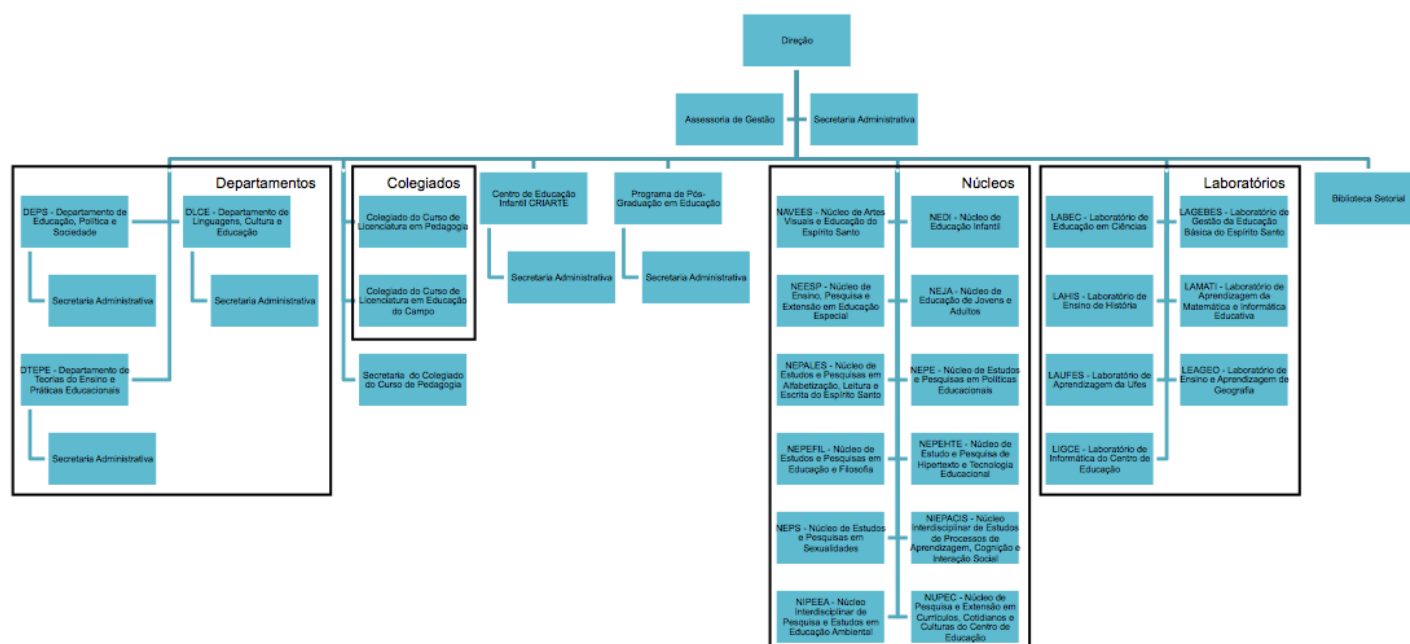 Direção
Assessoria de Gestão
Secretaria Administrativa
Departamentos
DEPS - Departamento de
Educação, Política e
Sociedade
DLCE - Departamento de
Linguagens, Cultura e
Educação
Secretaria Administrativa
Secretaria Administrativa
DTEPE - Departamento de
Teorias do Ensino e
Práticas Educacionais
Secretaria Administrativa
Colegiados
Colegiado do Curso de
Licenciatura em Pedagogia
Colegiado do Curso de
Licenciatura em Educação
do Campo
Secretaria do Colegiado
do Curso de Pedagogia
Centro de Educação
Infantil CRIARTE
Secretaria Administrativa
Programa de Pós-
Graduação em Educação
Secretaria Administrativa
Núcleos
NAVEES - Núcleo de Artes
Visuais e Educação do
Espírito Santo
NEDI - Núcleo de
Educação Infantil
NEESP - Núcleo de
Ensino, Pesquisa e
Extensão em Educação
Especial
NEJA - Núcleo de
Educação de Jovens e
Adultos
NEPALES - Núcleo de
Estudos e Pesquisas em
Alfabetização, Leitura e
Escrita do Espírito Santo
NEPE - Núcleo de Estudos
e Pesquisas em Políticas
Educacionais
NEPEFIL - Núcleo de
Estudos e Pesquisas em
Educação e Filosofia
NEPEHTE - Núcleo de
Estudo e Pesquisa de
Hipertexto e Tecnologia
Educacional
NEPS - Núcleo de Estudos
e Pesquisas em
Sexualidades
NIEPACIS - Núcleo
Interdisciplinar de Estudos
de Processos de
Aprendizagem, Cognição e
Interação Social
NIPEEA - Núcleo
Interdisciplinar de
Pesquisa e Estudos em
Educação Ambiental
NUPEC - Núcleo de
Pesquisa e Extensão em
Currículos, Cotidianos e
Culturas do Centro de
Educação
Laboratórios
LABEC - Laboratório de
Educação em Ciências
LAGEBES - Laboratório de
Gestão da Educação
Básica do Espírito Santo
LAHIS - Laboratório de
Ensino de História
LAMATI - Laboratório de
Aprendizagem da
Matemática e Informática
Educativa
LAUFES - Laboratório de
Aprendizagem da Ufes
LEAGEO - Laboratório de
Ensino e Aprendizagem de
Geografia
LIGCE - Laboratório de
Informática do Centro de
Educação
Biblioteca Setorial